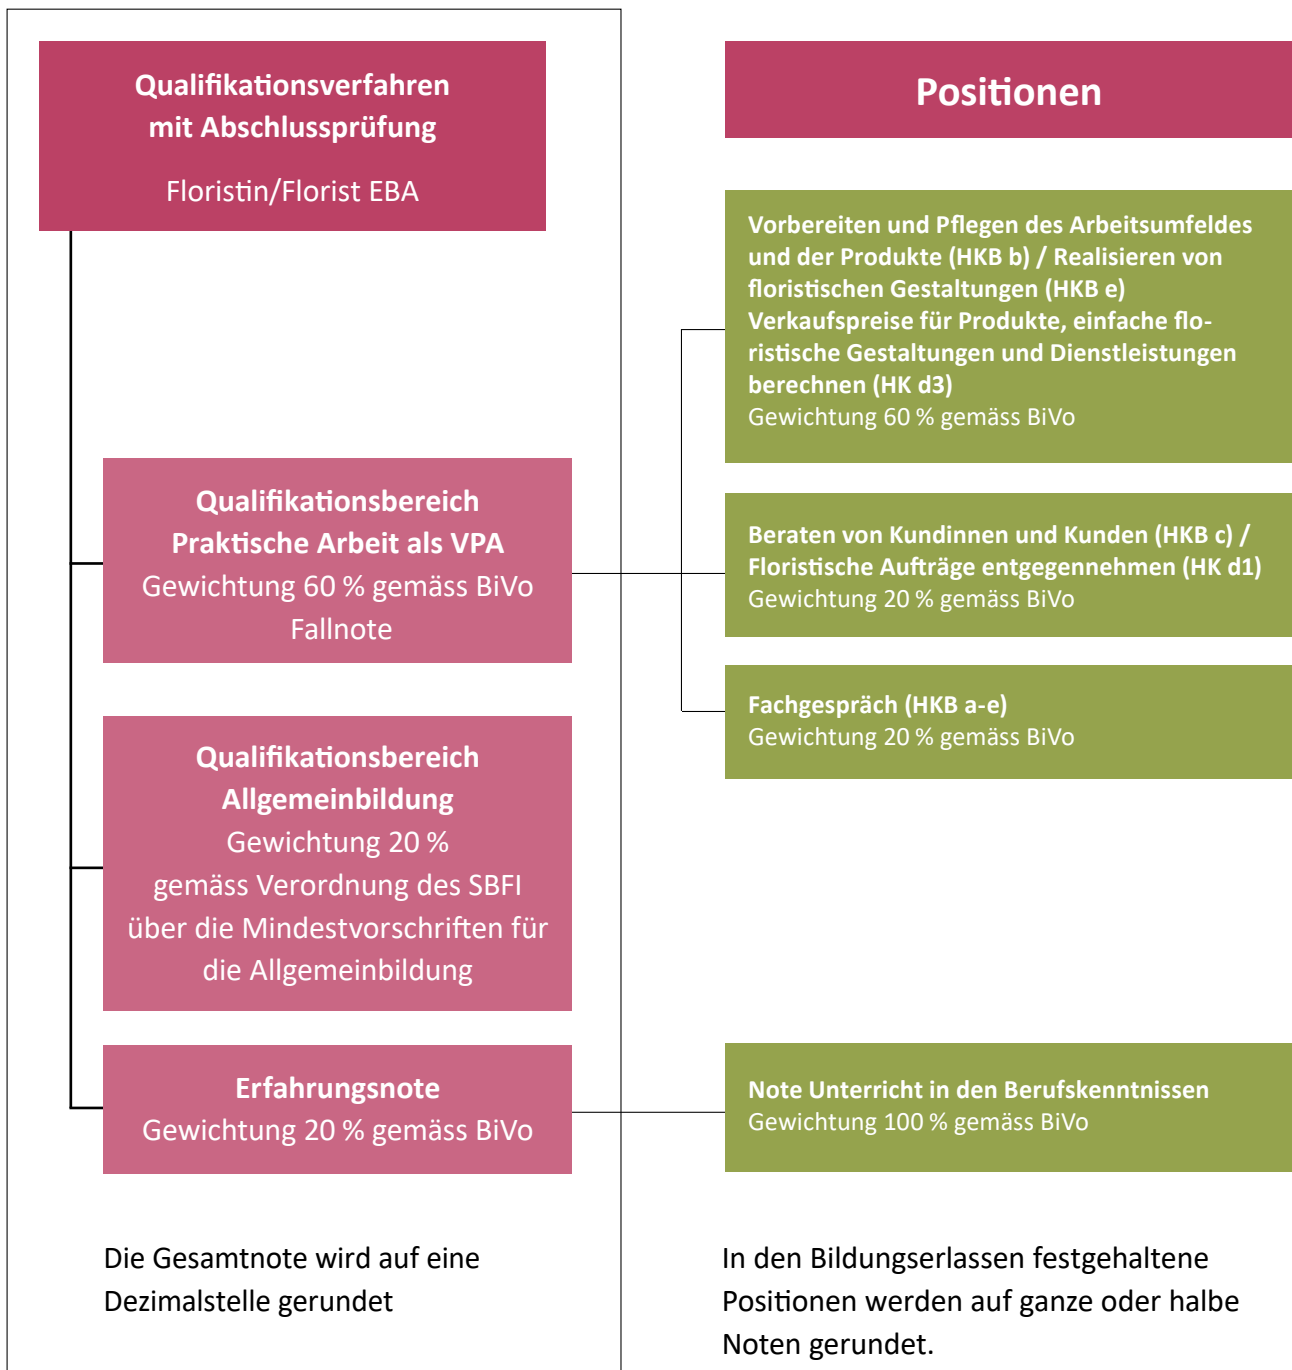 Qualifikationsverfahren
mit Abschlussprüfung
Floristin/Florist EBA
Qualifikationsbereich
Praktische Arbeit als VPA
Gewichtung 60 % gemäss BiVo
Fallnote
Qualifikationsbereich
Allgemeinbildung
Gewichtung 20 %
gemäss Verordnung des SBFI
über die Mindestvorschriften für
die Allgemeinbildung
Erfahrungsnote
Gewichtung 20 % gemäss BiVo
Die Gesamtnote wird auf eine
Dezimalstelle gerundet
Positionen
Vorbereiten und Pflegen des Arbeitsumfeldes
und der Produkte (HKB b) / Realisieren von
floristischen Gestaltungen (HKB e)
Verkaufspreise für Produkte, einfache flo-
ristische Gestaltungen und Dienstleistungen
berechnen (HK d3)
Gewichtung 60 % gemäss BiVo
Beraten von Kundinnen und Kunden (HKB c) /
Floristische Aufträge entgegennehmen (HK d1)
Gewichtung 20 % gemäss BiVo
Fachgespräch (HKB a-e)
Gewichtung 20 % gemäss BiVo
Note Unterricht in den Berufskenntnissen
Gewichtung 100 % gemäss BiVo
In den Bildungserlassen festgehaltene
Positionen werden auf ganze oder halbe
Noten gerundet.